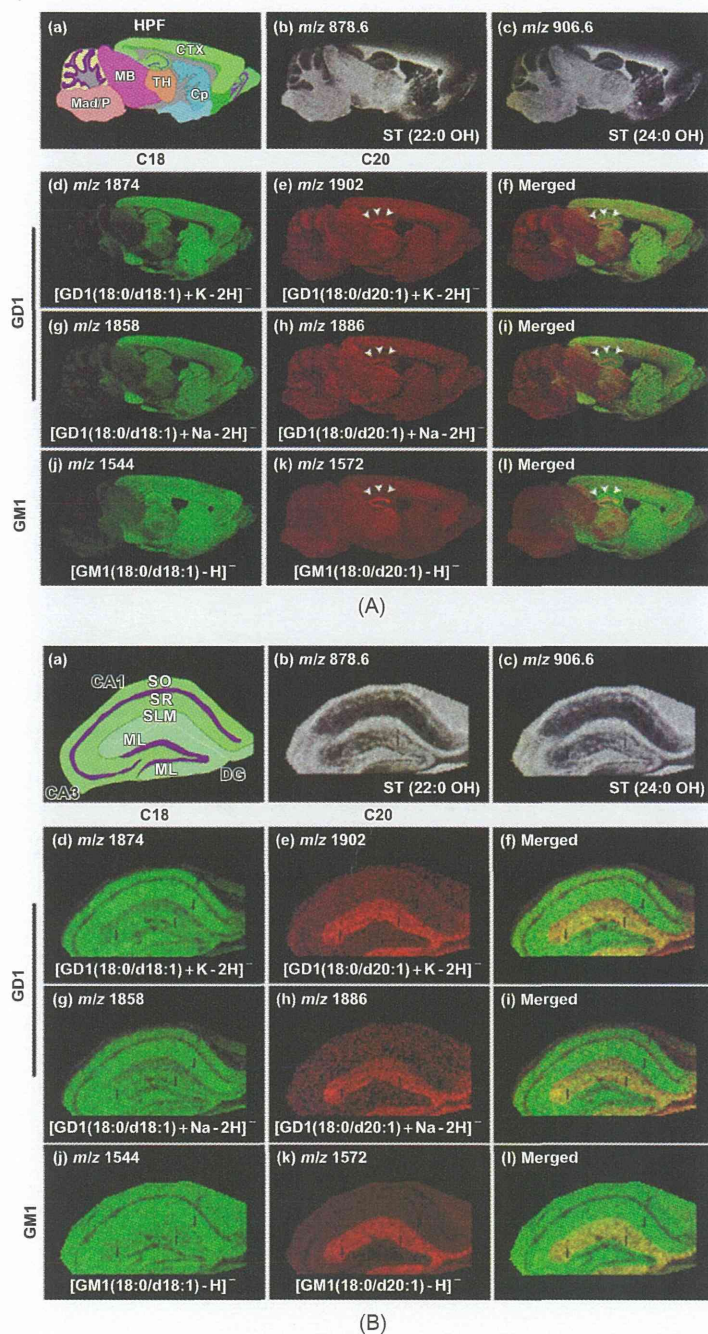 (a) HPF
CTX
MB
TH
Cp
Mad/P
(b) m/z 878.6
ST (22:0 OH)
(c) m/z 906.6
ST (24:0 OH)
C18
C20
GD1
(d) m/z 1874
[GD1(18:0/d18:1)+K-2H]⁻
(e) m/z 1902
[GD1(18:0/d20:1)+K-2H]⁻
(f) Merged
(g) m/z 1858
[GD1(18:0/d18:1)+Na-2H]⁻
(h) m/z 1886
[GD1(18:0/d20:1)+Na-2H]⁻
(i) Merged
GM1
(j) m/z 1544
[GM1(18:0/d18:1)-H]⁻
(k) m/z 1572
[GM1(18:0/d20:1)-H]⁻
(l) Merged
(A)
(a)
CA1
SO
SR
SLM
ML
ML
DG
CA3
(b) m/z 878.6
ST (22:0 OH)
(c) m/z 906.6
ST (24:0 OH)
C18
C20
GD1
(d) m/z 1874
[GD1(18:0/d18:1)+K-2H]⁻
(e) m/z 1902
[GD1(18:0/d20:1)+K-2H]⁻
(f) Merged
(g) m/z 1858
[GD1(18:0/d18:1)+Na-2H]⁻
(h) m/z 1886
[GD1(18:0/d20:1)+Na-2H]⁻
(i) Merged
GM1
(j) m/z 1544
[GM1(18:0/d18:1)-H]⁻
(k) m/z 1572
[GM1(18:0/d20:1)-H]⁻
(l) Merged
(B)